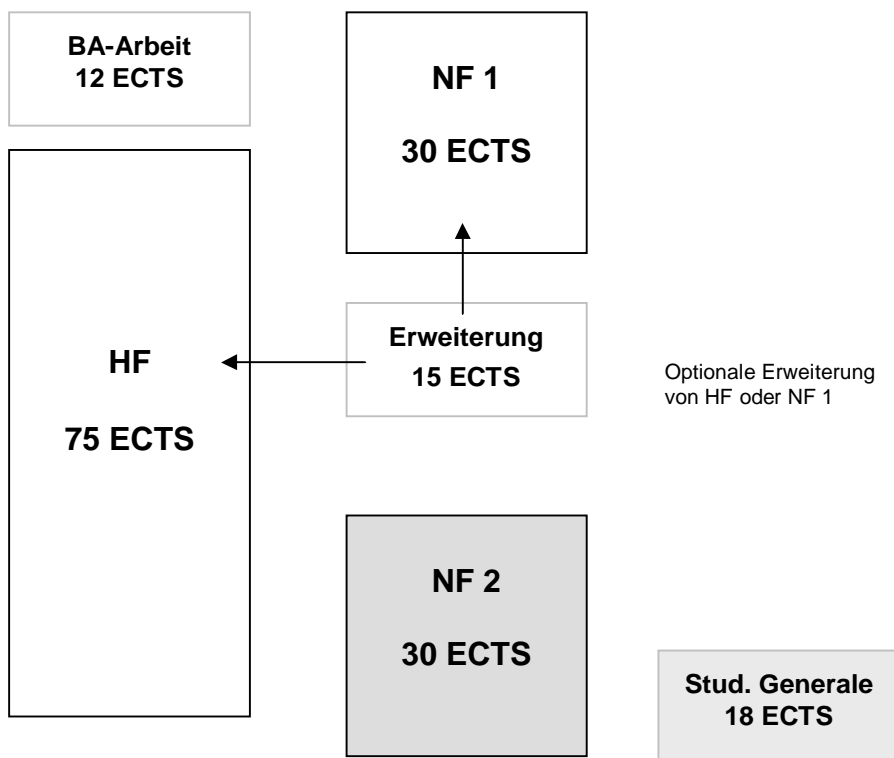 BA-Arbeit
12 ECTS
NF 1
30 ECTS
HF
75 ECTS
Erweiterung
15 ECTS
Optionale Erweiterung
von HF oder NF 1
NF 2
30 ECTS
Stud. Generale
18 ECTS